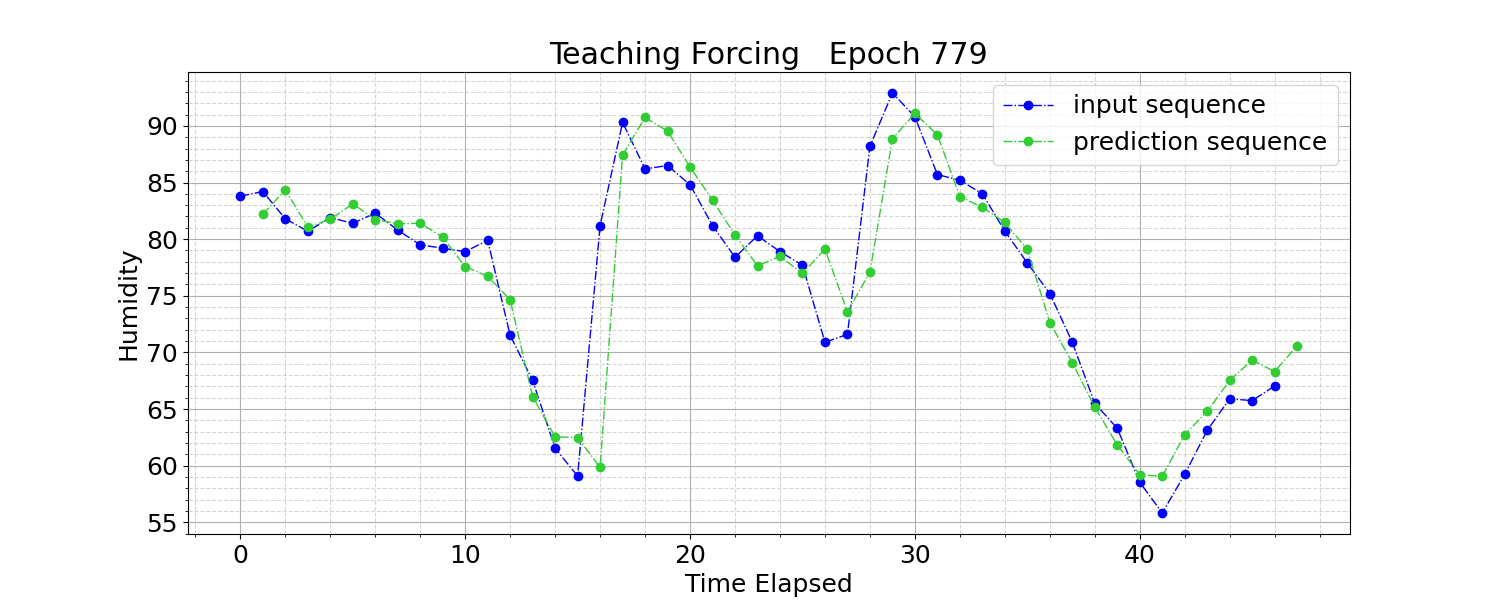 Teaching Forcing   Epoch 779
input sequence
prediction sequence
90
85
80
75
70
65
60
55
Humidity
0 10 20 30 40
Time Elapsed